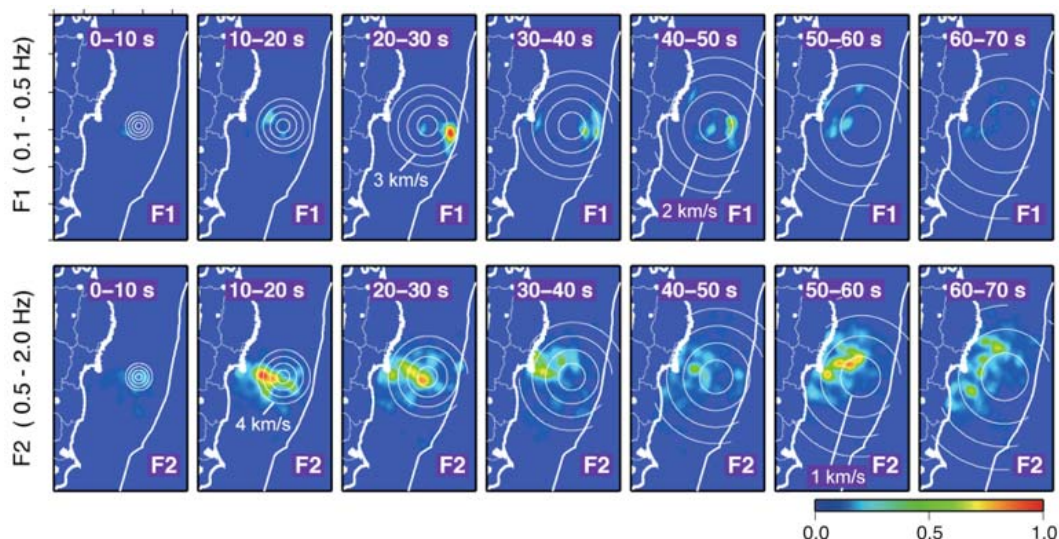 F1 ( 0.1 - 0.5 Hz)
0–10 s
10–20 s
20–30 s
30–40 s
40–50 s
50–60 s
60–70 s
3 km/s
2 km/s
F1
F1
F1
F1
F1
F1
F1
F2 ( 0.5 - 2.0 Hz)
0–10 s
10–20 s
20–30 s
30–40 s
40–50 s
50–60 s
60–70 s
4 km/s
F2
F2
F2
F2
F2
F2
F2
1 km/s
0.0
0.5
1.0